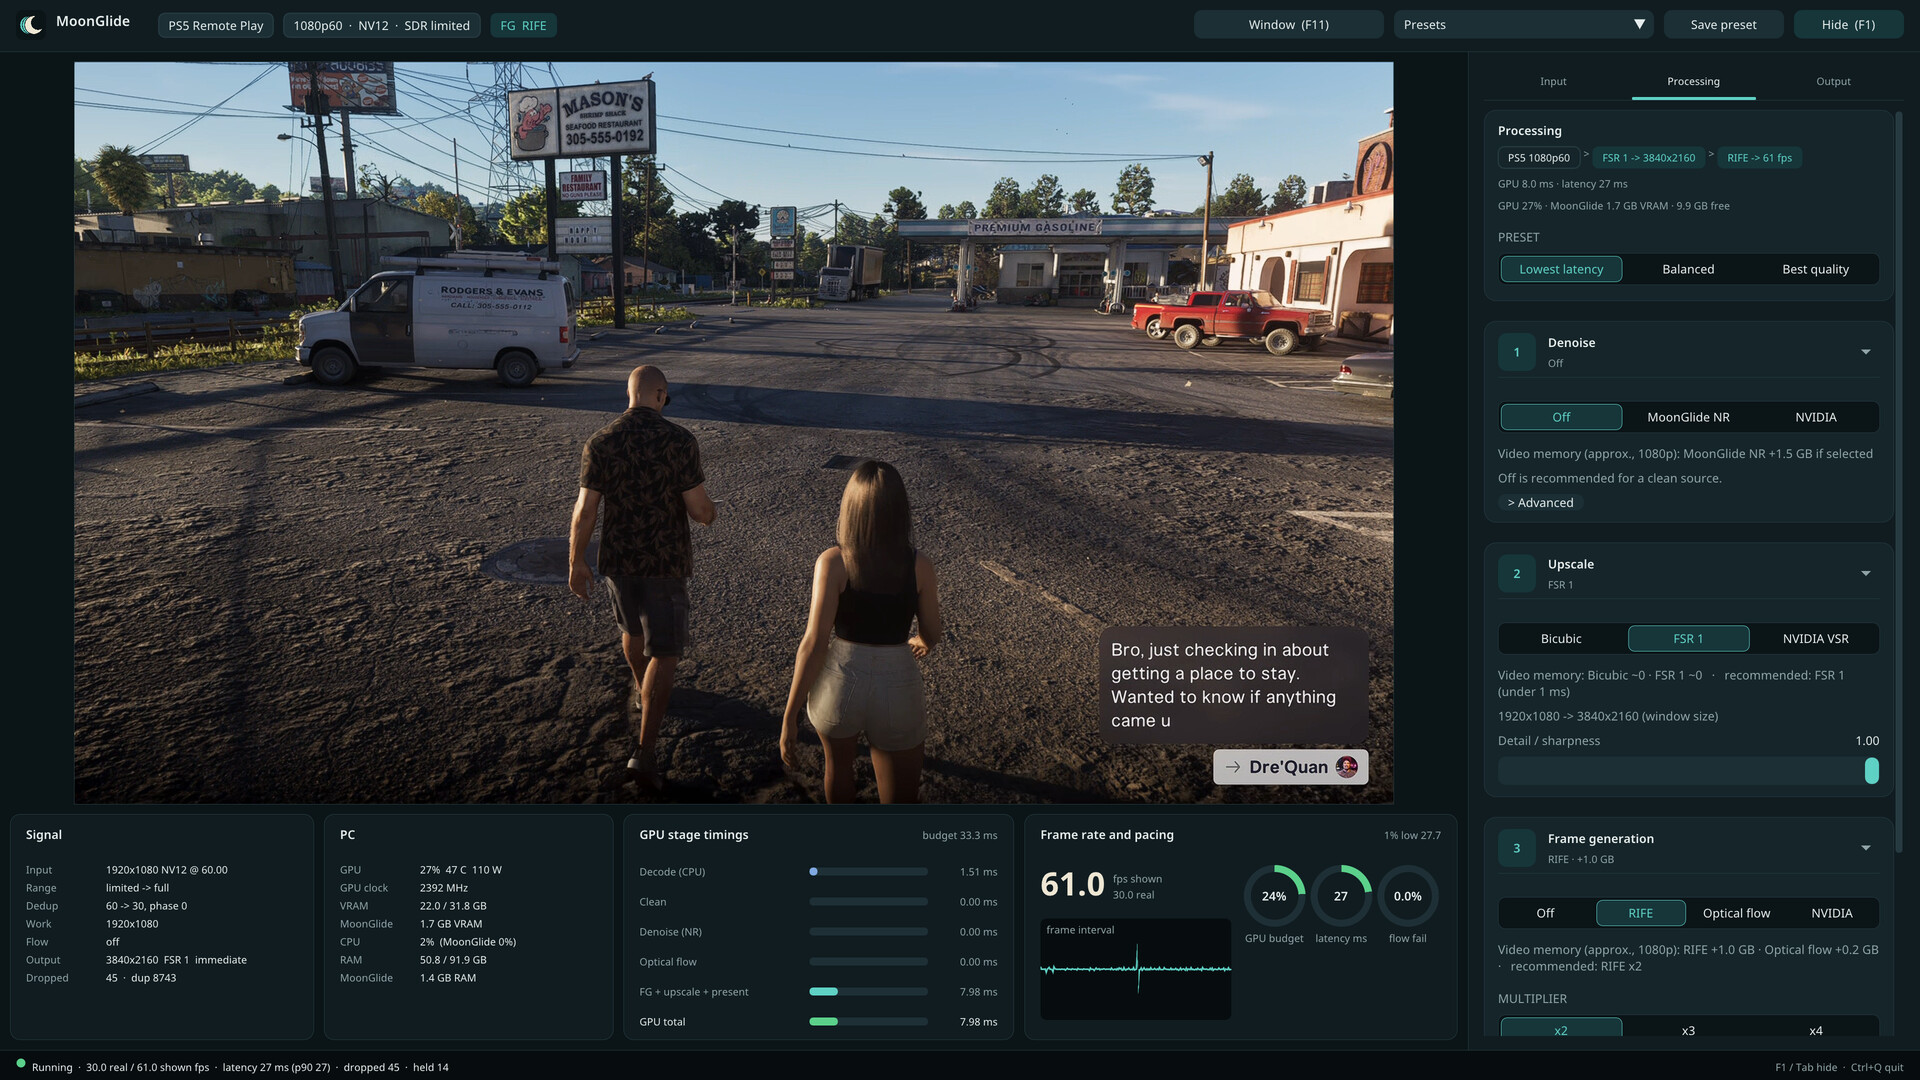 MoonGlide
PS5 Remote Play
1080p60 · NV12 · SDR limited
FG RIFE
Window (F11)
Presets
Save preset
Hide (F1)
MASON'S
SHRIMP SHACK
SEAFOOD RESTAURANT
305-555-0192
FAMILY
RESTAURANT
HAPPY
PREMIUM GASOLINE
RODGERS & EVANS
CALL: 305-555-0112
Bro, just checking in about
getting a place to stay.
Wanted to know if anything
came u
→ Dre'Quan
Input
Processing
Output
Processing
PS5 1080p60 > FSR 1 -> 3840x2160 > RIFE -> 61 fps
GPU 8.0 ms · latency 27 ms
GPU 27% · MoonGlide 1.7 GB VRAM · 9.9 GB free
PRESET
Lowest latency
Balanced
Best quality
1
Denoise
Off
Off
MoonGlide NR
NVIDIA
Video memory (approx., 1080p): MoonGlide NR +1.5 GB if selected
Off is recommended for a clean source.
> Advanced
2
Upscale
FSR 1
Bicubic
FSR 1
NVIDIA VSR
Video memory: Bicubic ~0 · FSR 1 ~0 · recommended: FSR 1
(under 1 ms)
1920x1080 -> 3840x2160 (window size)
Detail / sharpness 1.00
3
Frame generation
RIFE · +1.0 GB
Off
RIFE
Optical flow
NVIDIA
Video memory (approx., 1080p): RIFE +1.0 GB · Optical flow +0.2 GB
· recommended: RIFE x2
MULTIPLIER
x2
x3
x4
Signal
Input 1920x1080 NV12 @ 60.00
Range limited -> full
Dedup 60 -> 30, phase 0
Work 1920x1080
Flow off
Output 3840x2160 FSR 1 immediate
Dropped 45 · dup 8743
PC
GPU 27% 47 C 110 W
GPU clock 2392 MHz
VRAM 22.0 / 31.8 GB
MoonGlide 1.7 GB VRAM
CPU 2% (MoonGlide 0%)
RAM 50.8 / 91.9 GB
MoonGlide 1.4 GB RAM
GPU stage timings budget 33.3 ms
Decode (CPU) 1.51 ms
Clean 0.00 ms
Denoise (NR) 0.00 ms
Optical flow 0.00 ms
FG + upscale + present 7.98 ms
GPU total 7.98 ms
Frame rate and pacing 1% low 27.7
61.0
fps shown
30.0 real
frame interval
24%
GPU budget
27
latency ms
0.0%
flow fail
Running · 30.0 real / 61.0 shown fps · latency 27 ms (p90 27) · dropped 45 · held 14
F1 / Tab hide · Ctrl+Q quit